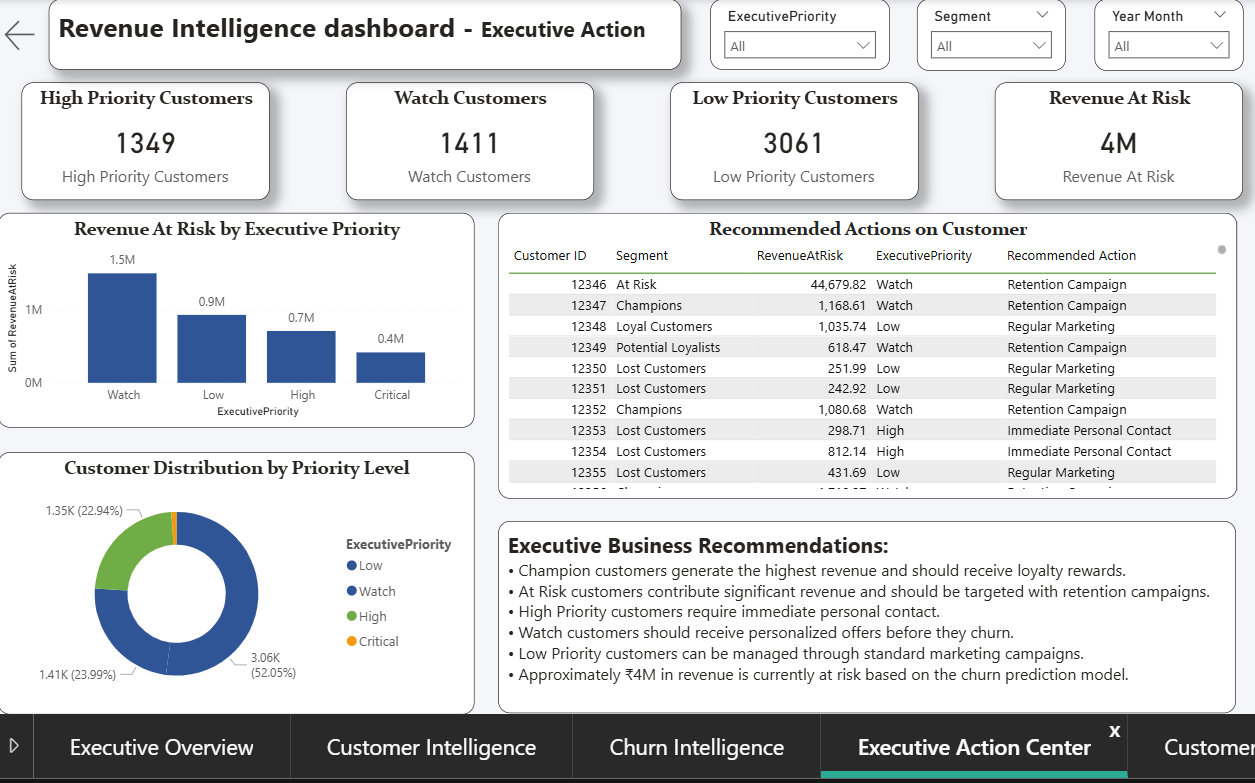 Revenue Intelligence dashboard - Executive Action
ExecutivePriority
All
Segment
All
Year Month
All
High Priority Customers
1349
High Priority Customers
Watch Customers
1411
Watch Customers
Low Priority Customers
3061
Low Priority Customers
Revenue At Risk
4M
Revenue At Risk
Revenue At Risk by Executive Priority
Sum of RevenueAtRisk
1M
0M
1.5M
0.9M
0.7M
0.4M
Watch
Low
High
Critical
ExecutivePriority
Recommended Actions on Customer
Customer ID Segment RevenueAtRisk ExecutivePriority Recommended Action
12346 At Risk 44,679.82 Watch Retention Campaign
12347 Champions 1,168.61 Watch Retention Campaign
12348 Loyal Customers 1,035.74 Low Regular Marketing
12349 Potential Loyalists 618.47 Watch Retention Campaign
12350 Lost Customers 251.99 Low Regular Marketing
12351 Lost Customers 242.92 Low Regular Marketing
12352 Champions 1,080.68 Watch Retention Campaign
12353 Lost Customers 298.71 High Immediate Personal Contact
12354 Lost Customers 812.14 High Immediate Personal Contact
12355 Lost Customers 431.69 Low Regular Marketing
Customer Distribution by Priority Level
1.35K (22.94%)
1.41K (23.99%)
3.06K
(52.05%)
ExecutivePriority
Low
Watch
High
Critical
Executive Business Recommendations:
• Champion customers generate the highest revenue and should receive loyalty rewards.
• At Risk customers contribute significant revenue and should be targeted with retention campaigns.
• High Priority customers require immediate personal contact.
• Watch customers should receive personalized offers before they churn.
• Low Priority customers can be managed through standard marketing campaigns.
• Approximately ₹4M in revenue is currently at risk based on the churn prediction model.
Executive Overview
Customer Intelligence
Churn Intelligence
Executive Action Center
x
Customer